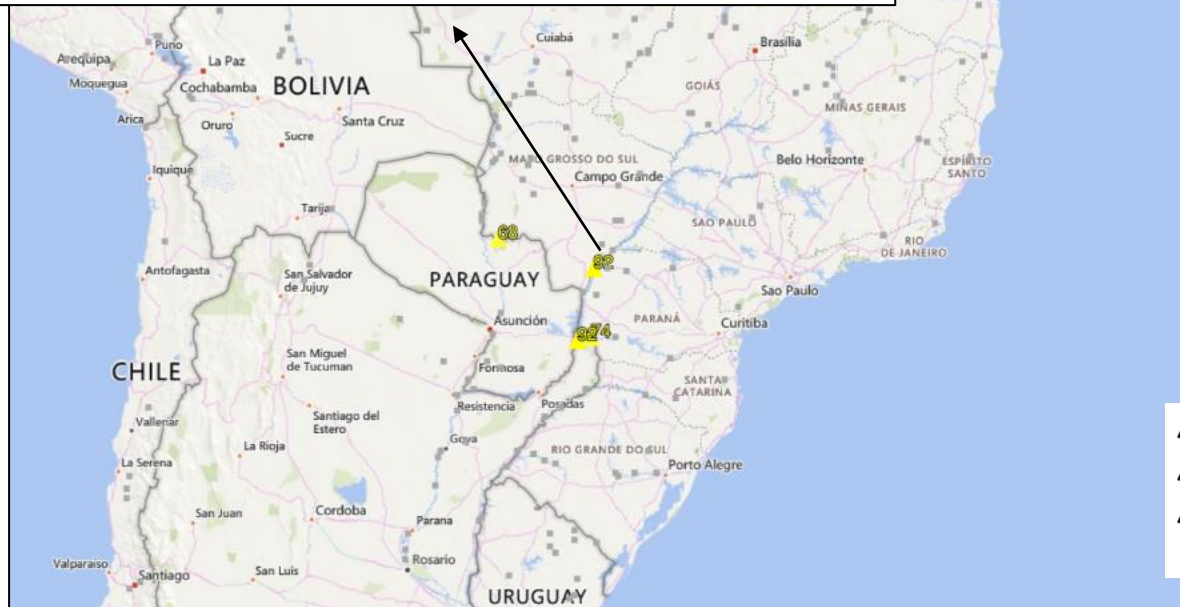 Puno
Cuiabá
Brasília
Arequipa
La Paz
Moquegua
Cochabamba
BOLIVIA
GOIÁS
MINAS GERAIS
Arica
Oruro
Santa Cruz
Sucre
MATO GROSSO DO SUL
Belo Horizonte
ESPÍRITO
SANTO
Iquique
Campo Grande
Tarija
SAO PAULO
68
RIO
DE JANEIRO
92
Antofagasta
San Salvador
de Jujuy
PARAGUAY
Sao Paulo
Asunción
PARANÁ
Curitiba
92
74
San Miguel
de Tucuman
Formosa
CHILE
SANTA
CATARINA
Resistencia
Posadas
Vallenar
Santiago del
Estero
Goya
La Rioja
RIO GRANDE DO SUL
La Serena
Porto Alegre
San Juan
Cordoba
Parana
Valparaiso
Rosario
Santiago
San Luis
URUGUAY